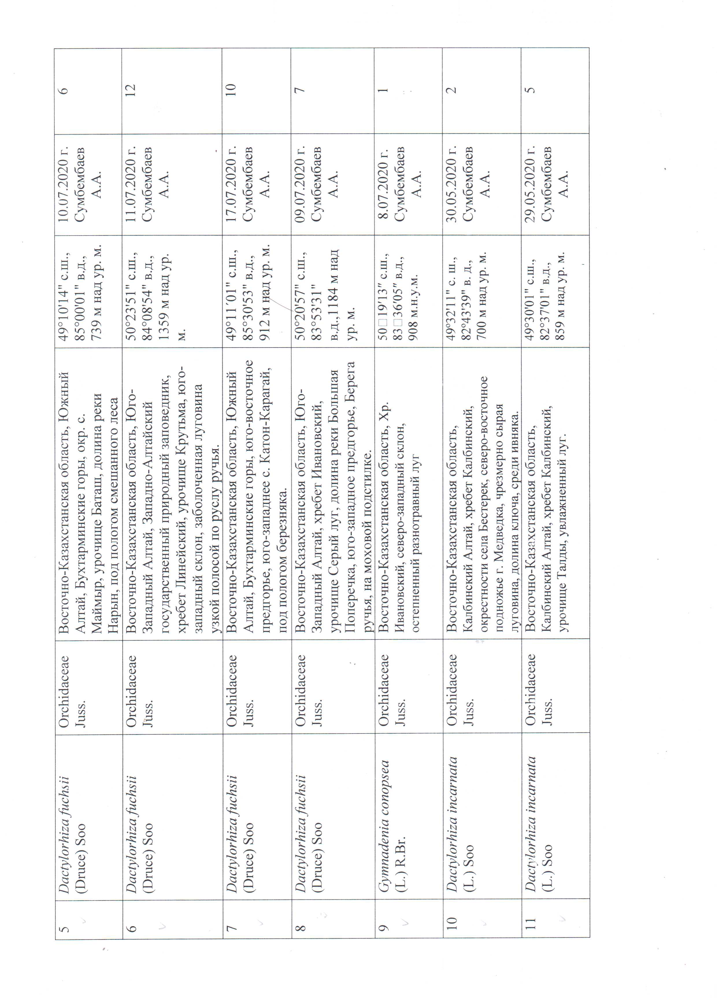 5
Dactylorhiza fuchsii
(Druce) Soo
Orchidaceae
Juss.
Восточно-Казахстанская область, Южный
Алтай, Бухтарминские горы, окр. с.
Маймыр, урочище Баташ, долина реки
Нарын, под пологом смешанного леса
49°10'14" с.ш.,
85°00'01" в.д.,
739 м над ур. м.
10.07.2020 г.
Сумбембаев
А.А.
6
6
Dactylorhiza fuchsii
(Druce) Soo
Orchidaceae
Juss.
Восточно-Казахстанская область, Юго-
Западный Алтай, Западно-Алтайский
государственный природный заповедник,
хребет Линейский, урочище Крутьма, юго-
западный склон, заболоченная луговина
узкой полосой по руслу ручья.
50°23'51" с.ш.,
84°08'54" в.д.,
1359 м над ур.
м.
11.07.2020 г.
Сумбембаев
А.А.
12
7
Dactylorhiza fuchsii
(Druce) Soo
Orchidaceae
Juss.
Восточно-Казахстанская область, Южный
Алтай, Бухтарминские горы, юго-восточное
предгорье, юго-западнее с. Катон-Карагай,
под пологом березняка.
49°11´01" с.ш.,
85°30'53" в.д.,
912 м над ур. м.
17.07.2020 г.
Сумбембаев
А.А.
10
8
Dactylorhiza fuchsii
(Druce) Soo
Orchidaceae
Juss.
Восточно-Казахстанская область, Юго-
Западный Алтай, хребет Ивановский,
урочище Серый луг, долина реки Большая
Поперечка, юго-западное предгорье, Берега
ручья, на моховой подстилке.
50°20'57" с.ш.,
83°53'31"
в.д.,1184 м над
ур. м.
09.07.2020 г.
Сумбембаев
А.А.
7
9
Gymnadenia conopsea
(L.) R.Br.
Orchidaceae
Juss.
Восточно-Казахстанская область, Хр.
Ивановский, северо-западный склон,
остепненный разнотравный луг
50□19′13″ с.ш.,
83□36′05″ в.д.,
908 м.н.у.м.
8.07.2020 г.
Сумбембаев
А.А.
1
10
Dactylorhiza incarnata
(L.) Soo
Orchidaceae
Juss.
Восточно-Казахстанская область,
Калбинский Алтай, хребет Калбинский,
окрестности села Бестерек, северо-восточное
подножье г. Медведка, чрезмерно сырая
луговина, долина ключа, среди ивняка.
49°32'11" с. ш.,
82°43'39" в. д.,
700 м над ур. м.
30.05.2020 г.
Сумбембаев
А.А.
2
11
Dactylorhiza incarnata
(L.) Soo
Orchidaceae
Juss.
Восточно-Казахстанская область,
Калбинский Алтай, хребет Калбинский,
урочище Талды, увлажненный луг.
49°30'01" с.ш.,
82°37'01" в.д.,
859 м над ур. м.
29.05.2020 г.
Сумбембаев
А.А.
5